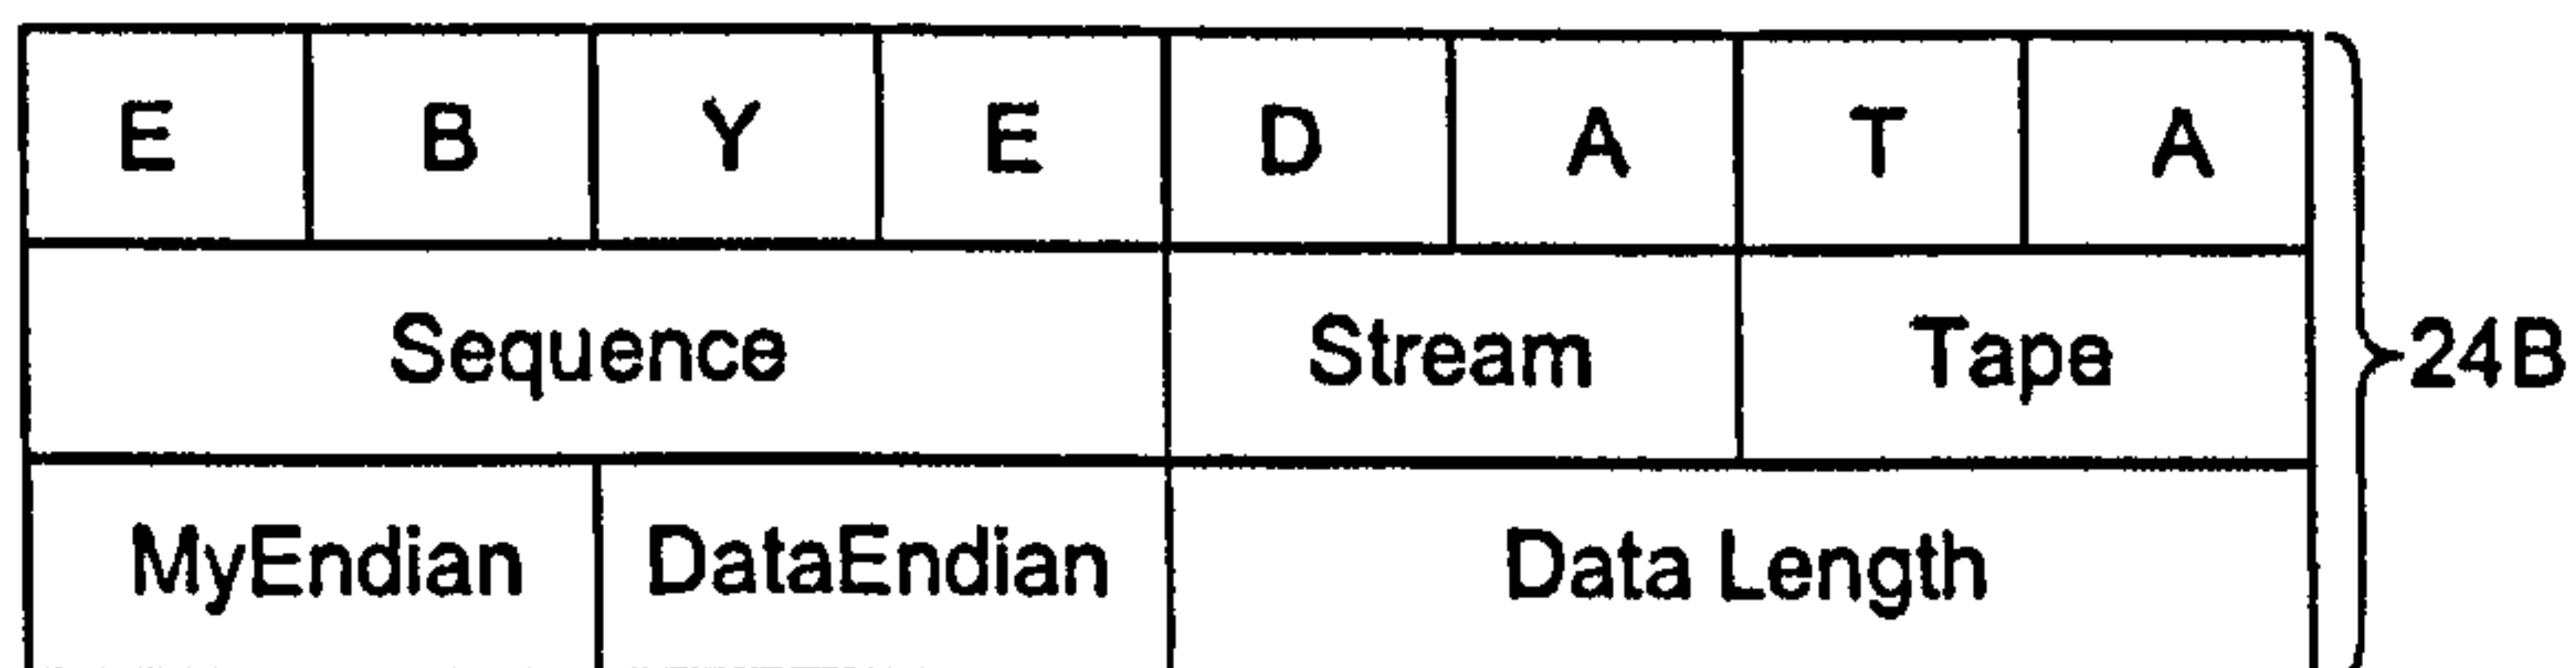 E B Y E D A T A
Sequence Stream Tape 24B
MyEndian DataEndian Data Length